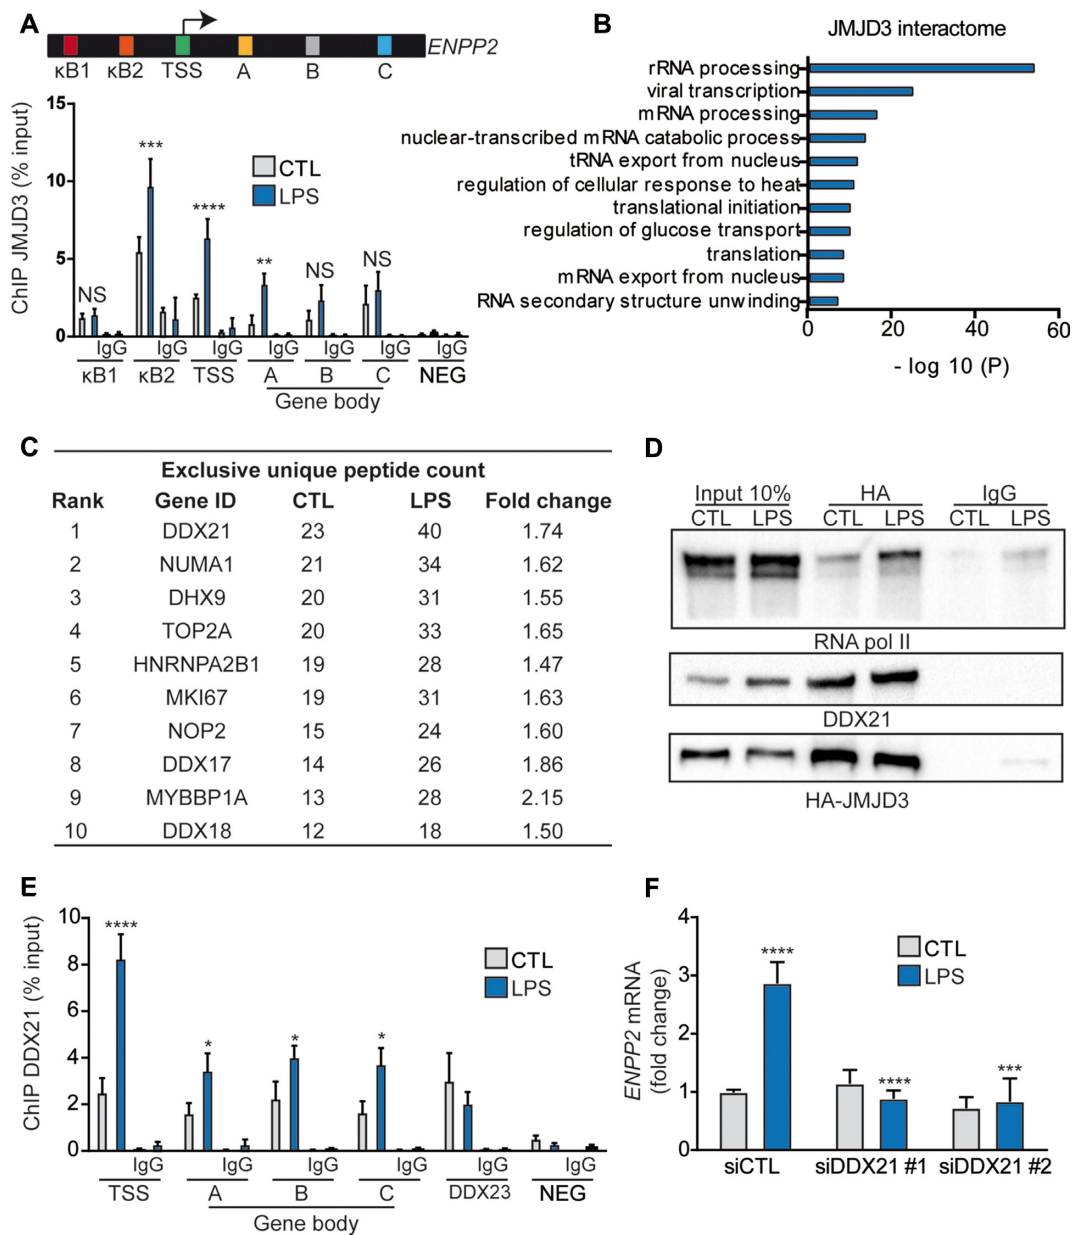 A
ENPP2
κB1 κB2 TSS A B C
ChIP JMJD3 (% input)
15
10
5
0
CTL
LPS
NS *** **** ** NS NS
IgG IgG IgG IgG IgG IgG IgG
κB1 κB2 TSS A B C NEG
Gene body
B
JMJD3 interactome
rRNA processing
viral transcription
mRNA processing
nuclear-transcribed mRNA catabolic process
tRNA export from nucleus
regulation of cellular response to heat
translational initiation
regulation of glucose transport
translation
mRNA export from nucleus
RNA secondary structure unwinding
0 20 40 60
- log 10 (P)
C
Exclusive unique peptide count
Rank Gene ID CTL LPS Fold change
1 DDX21 23 40 1.74
2 NUMA1 21 34 1.62
3 DHX9 20 31 1.55
4 TOP2A 20 33 1.65
5 HNRNPA2B1 19 28 1.47
6 MKI67 19 31 1.63
7 NOP2 15 24 1.60
8 DDX17 14 26 1.86
9 MYBBP1A 13 28 2.15
10 DDX18 12 18 1.50
D
Input 10% HA IgG
CTL LPS CTL LPS CTL LPS
RNA pol II
DDX21
HA-JMJD3
E
ChIP DDX21 (% input)
10
8
6
4
2
0
CTL
LPS
**** * * *
IgG IgG IgG IgG IgG IgG
TSS A B C DDX23 NEG
Gene body
F
ENPP2 mRNA
(fold change)
4
3
2
1
0
CTL
LPS
**** **** ***
siCTL siDDX21 #1 siDDX21 #2